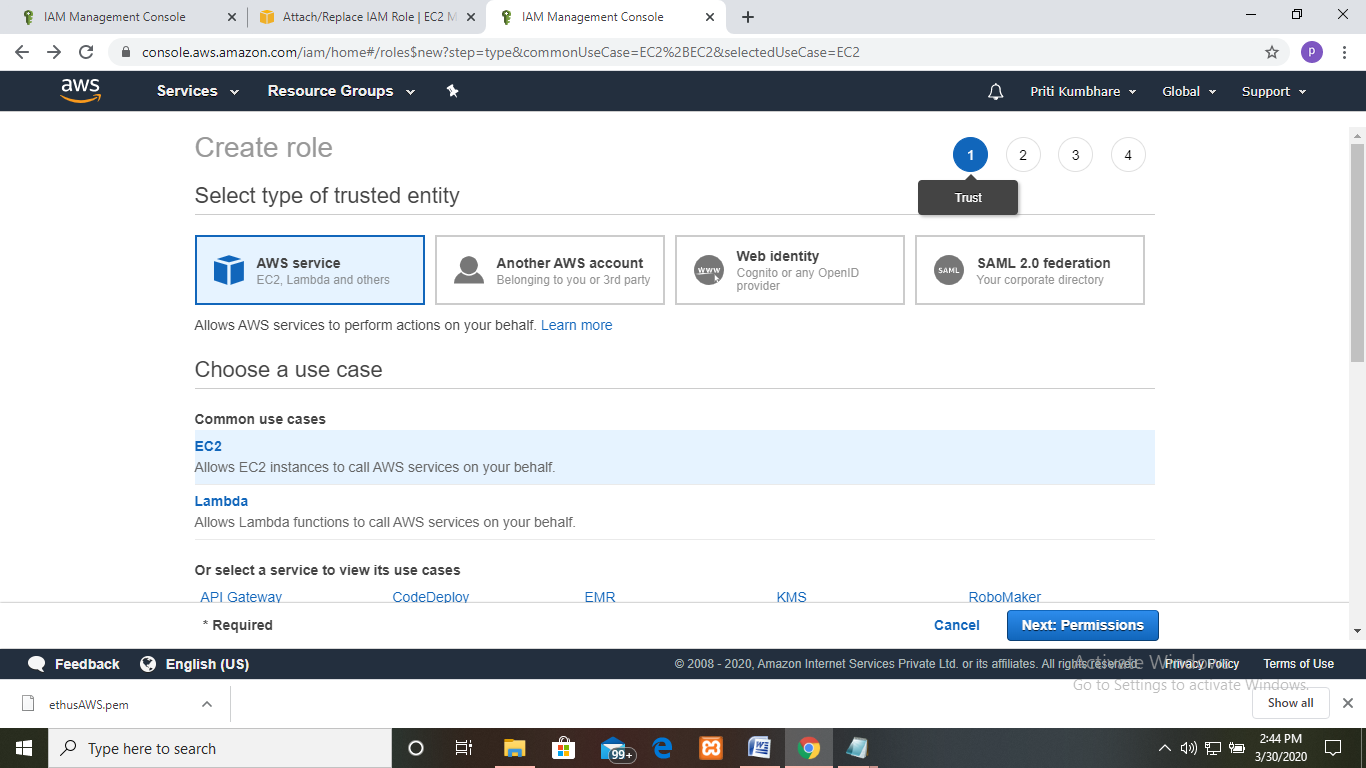 IAM Management Console
Attach/Replace IAM Role | EC2 M
IAM Management Console
console.aws.amazon.com/iam/home#/roles$new?step=type&commonUseCase=EC2%2BEC2&selectedUseCase=EC2
p
aws
Services
Resource Groups
Priti Kumbhare
Global
Support
Create role
1
2
3
4
Trust
Select type of trusted entity
AWS service
EC2, Lambda and others
Another AWS account
Belonging to you or 3rd party
www
Web identity
Cognito or any OpenID
provider
SAML
SAML 2.0 federation
Your corporate directory
Allows AWS services to perform actions on your behalf. Learn more
Choose a use case
Common use cases
EC2
Allows EC2 instances to call AWS services on your behalf.
Lambda
Allows Lambda functions to call AWS services on your behalf.
Or select a service to view its use cases
API Gateway
CodeDeploy
EMR
KMS
RoboMaker
* Required
Cancel
Next: Permissions
Feedback
English (US)
© 2008 - 2020, Amazon Internet Services Private Ltd. or its affiliates. All rights reserved.
Privacy Policy
Terms of Use
Activate Windows
Go to Settings to activate Windows.
ethusAWS.pem
Show all
Type here to search
99+
2:44 PM
3/30/2020